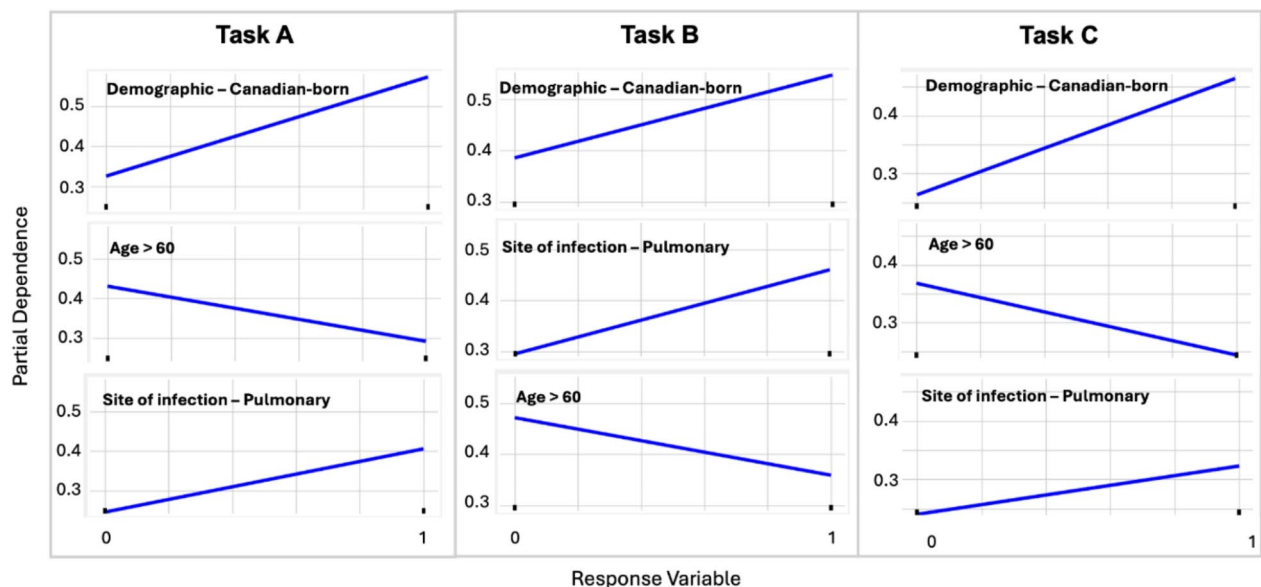 Task A
Task B
Task C
Partial Dependence
Demographic – Canadian-born
0.5
0.4
0.3
Age > 60
0.5
0.4
0.3
Site of infection – Pulmonary
0.5
0.4
0.3
0
1
Demographic – Canadian-born
0.5
0.4
0.3
Site of infection – Pulmonary
0.5
0.4
0.3
Age > 60
0.5
0.4
0.3
0
1
Demographic – Canadian-born
0.4
0.3
Age > 60
0.4
0.3
Site of infection – Pulmonary
0.4
0.3
0
1
Response Variable